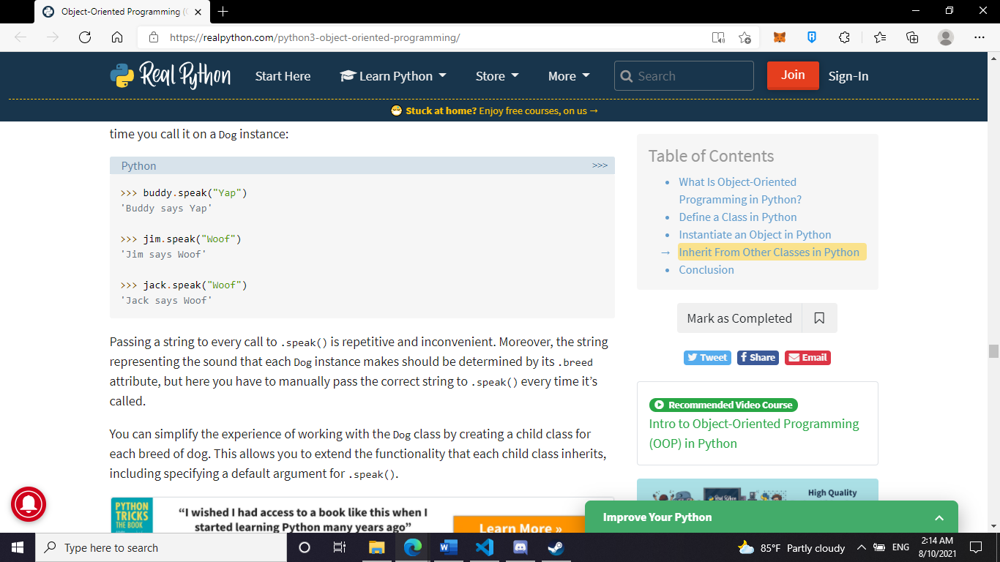 Object-Oriented Programming (
https://realpython.com/python3-object-oriented-programming/
Real Python
Start Here
Learn Python
Store
More
Search
Join
Sign-In
Stuck at home? Enjoy free courses, on us →
time you call it on a Dog instance:
Python
>>>
>>> buddy.speak("Yap")
'Buddy says Yap'
>>> jim.speak("Woof")
'Jim says Woof'
>>> jack.speak("Woof")
'Jack says Woof'
Passing a string to every call to .speak() is repetitive and inconvenient. Moreover, the string
representing the sound that each Dog instance makes should be determined by its .breed
attribute, but here you have to manually pass the correct string to .speak() every time it’s
called.
You can simplify the experience of working with the Dog class by creating a child class for
each breed of dog. This allows you to extend the functionality that each child class inherits,
including specifying a default argument for .speak().
PYTHON
TRICKS
THE BOOK
“I wished I had access to a book like this when I
started learning Python many years ago”
Learn More »
Table of Contents
• What Is Object-Oriented
Programming in Python?
• Define a Class in Python
• Instantiate an Object in Python
→ Inherit From Other Classes in Python
• Conclusion
Mark as Completed
Tweet
Share
Email
Recommended Video Course
Intro to Object-Oriented Programming
(OOP) in Python
Real Python
High Quality
Improve Your Python
Type here to search
85°F Partly cloudy
ENG
2:14 AM
8/10/2021